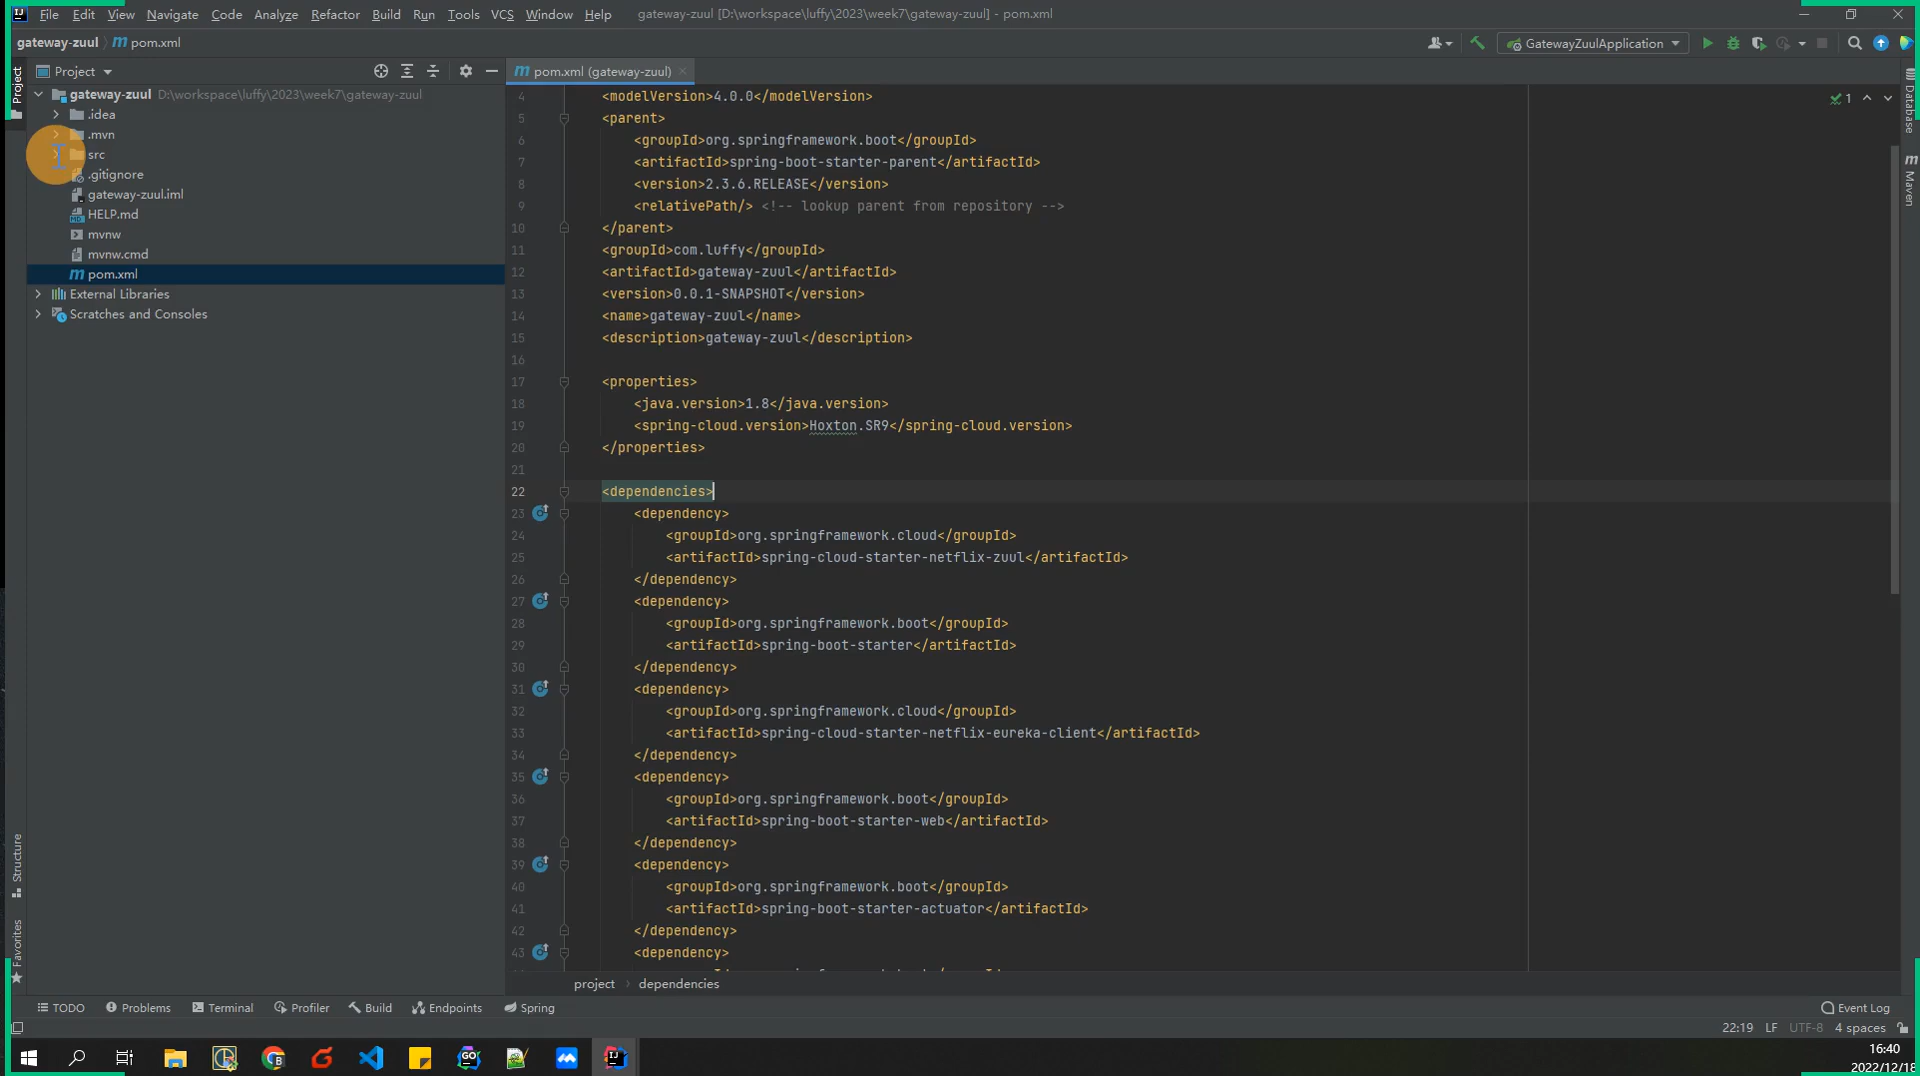 File Edit View Navigate Code Analyze Refactor Build Run Tools VCS Window Help gateway-zuul [D:\workspace\luffy\2023\week7\gateway-zuul] - pom.xml
gateway-zuul pom.xml GatewayZuulApplication
Project pom.xml (gateway-zuul)
Project
gateway-zuul D:\workspace\luffy\2023\week7\gateway-zuul
.idea
.mvn
src
.gitignore
gateway-zuul.iml
HELP.md
mvnw
mvnw.cmd
pom.xml
External Libraries
Scratches and Consoles
1
4 <modelVersion>4.0.0</modelVersion>
5 <parent>
6 <groupId>org.springframework.boot</groupId>
7 <artifactId>spring-boot-starter-parent</artifactId>
8 <version>2.3.6.RELEASE</version>
9 <relativePath/> <!-- lookup parent from repository -->
10 </parent>
11 <groupId>com.luffy</groupId>
12 <artifactId>gateway-zuul</artifactId>
13 <version>0.0.1-SNAPSHOT</version>
14 <name>gateway-zuul</name>
15 <description>gateway-zuul</description>
16
17 <properties>
18 <java.version>1.8</java.version>
19 <spring-cloud.version>Hoxton.SR9</spring-cloud.version>
20 </properties>
21
22 <dependencies>
23 <dependency>
24 <groupId>org.springframework.cloud</groupId>
25 <artifactId>spring-cloud-starter-netflix-zuul</artifactId>
26 </dependency>
27 <dependency>
28 <groupId>org.springframework.boot</groupId>
29 <artifactId>spring-boot-starter</artifactId>
30 </dependency>
31 <dependency>
32 <groupId>org.springframework.cloud</groupId>
33 <artifactId>spring-cloud-starter-netflix-eureka-client</artifactId>
34 </dependency>
35 <dependency>
36 <groupId>org.springframework.boot</groupId>
37 <artifactId>spring-boot-starter-web</artifactId>
38 </dependency>
39 <dependency>
40 <groupId>org.springframework.boot</groupId>
41 <artifactId>spring-boot-starter-actuator</artifactId>
42 </dependency>
43 <dependency>
Database
Maven
Structure
Favorites
project dependencies
TODO Problems Terminal Profiler Build Endpoints Spring Event Log
22:19 LF UTF-8 4 spaces
16:40
2022/12/18